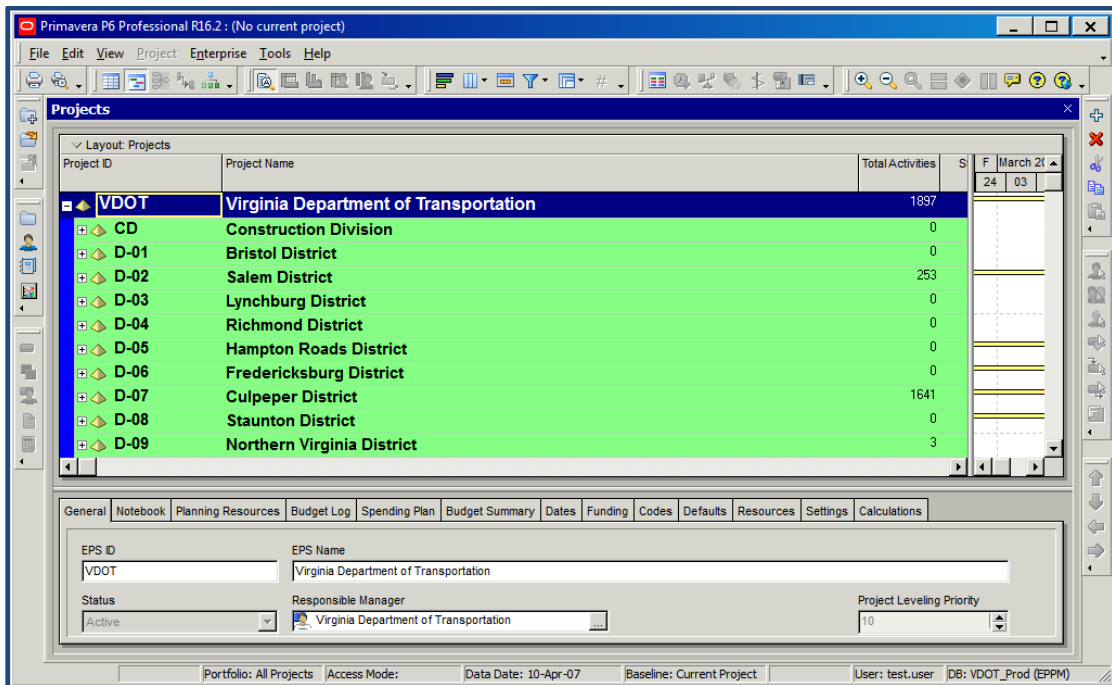 Primavera P6 Professional R16.2 : (No current project)
File Edit View Project Enterprise Tools Help
Projects
Layout: Projects
Project ID Project Name Total Activities S F March 20
24 03
VDOT Virginia Department of Transportation 1897
CD Construction Division 0
D-01 Bristol District 0
D-02 Salem District 253
D-03 Lynchburg District 0
D-04 Richmond District 0
D-05 Hampton Roads District 0
D-06 Fredericksburg District 0
D-07 Culpeper District 1641
D-08 Staunton District 0
D-09 Northern Virginia District 3
General Notebook Planning Resources Budget Log Spending Plan Budget Summary Dates Funding Codes Defaults Resources Settings Calculations
EPS ID EPS Name
VDOT Virginia Department of Transportation
Status Responsible Manager Project Leveling Priority
Active Virginia Department of Transportation ... 10
Portfolio: All Projects Access Mode: Data Date: 10-Apr-07 Baseline: Current Project User: test.user DB: VDOT_Prod (EPPM)